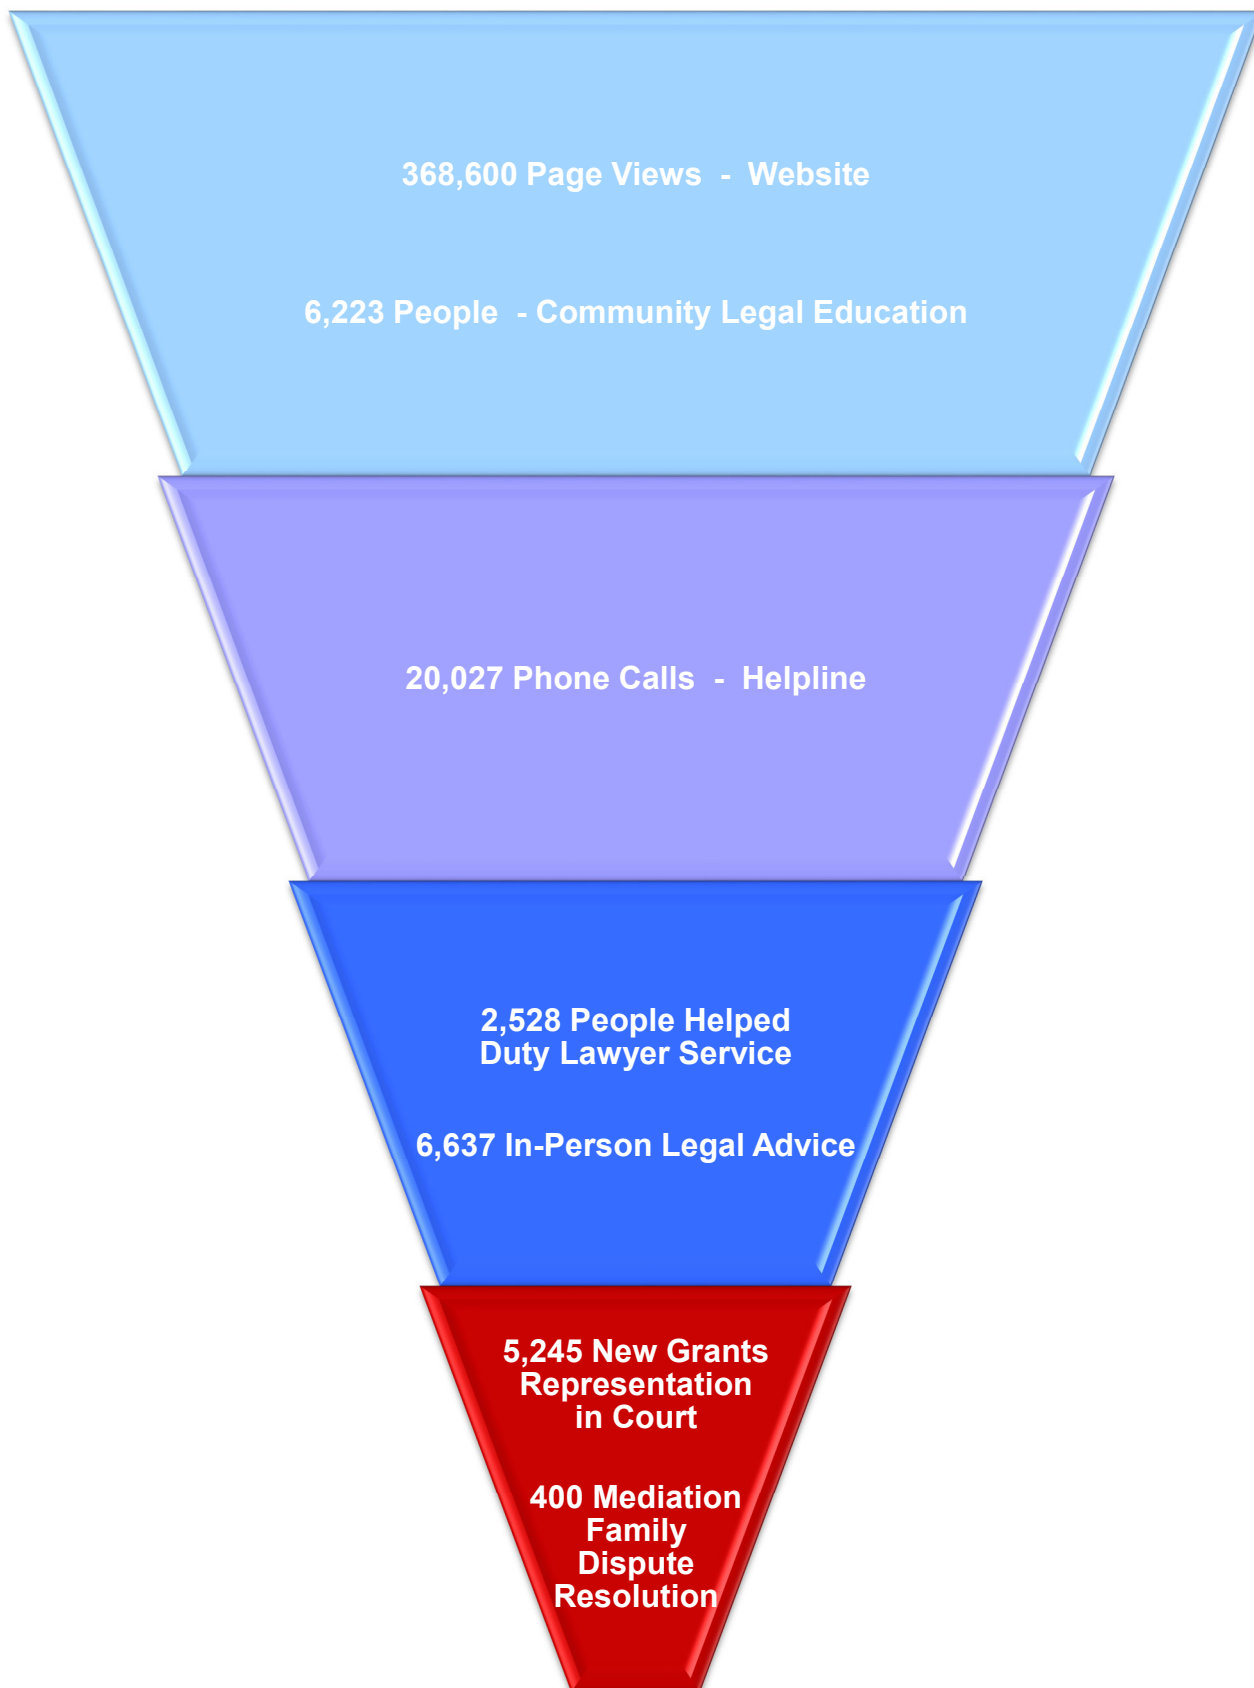 368,600 Page Views  -  Website
6,223 People  - Community Legal Education
20,027 Phone Calls  -  Helpline
2,528 People Helped
Duty Lawyer Service
6,637 In-Person Legal Advice
5,245 New Grants
Representation
in Court
400 Mediation
Family
Dispute
Resolution